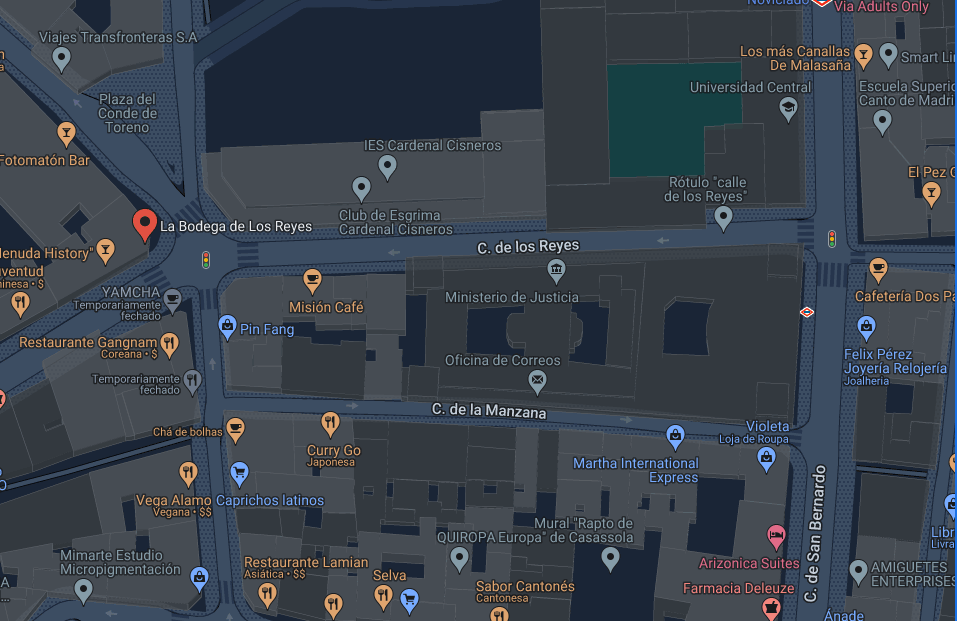 Noviciado
Via Adults Only
Viajes Transfronteras S.A
Los más Canallas
De Malasaña
Smart Li
Plaza del
Conde de
Toreno
Universidad Central
Escuela Superio
Canto de Madri
Fotomatón Bar
IES Cardenal Cisneros
El Pez
Rótulo "calle
de los Reyes"
Club de Esgrima
Cardenal Cisneros
La Bodega de Los Reyes
C. de los Reyes
enuda History"
uventud
ninesa · $
YAMCHA
Temporariamente
fechado
Misión Café
Ministerio de Justicia
Cafetería Dos Pa
Pin Fang
Restaurante Gangnam
Coreana · $
Felix Pérez
Joyería Relojería
Joalheria
Oficina de Correos
Temporariamente
fechado
C. de la Manzana
Chá de bolhas
Violeta
Loja de Roupa
Curry Go
Japonesa
Martha International
Express
Vega Alamo
Vegana · $$
Caprichos latinos
C. de San Bernardo
Mural "Rapto de
Europa" de Casassola
QUIROPA
Libr
Livra
Mimarte Estudio
Micropigmentación
Restaurante Lamian
Asiática · $$
Selva
Sabor Cantonés
Cantonesa
Arizonica Suites
Farmacia Deleuze
AMIGUETES
ENTERPRISES
Ánade